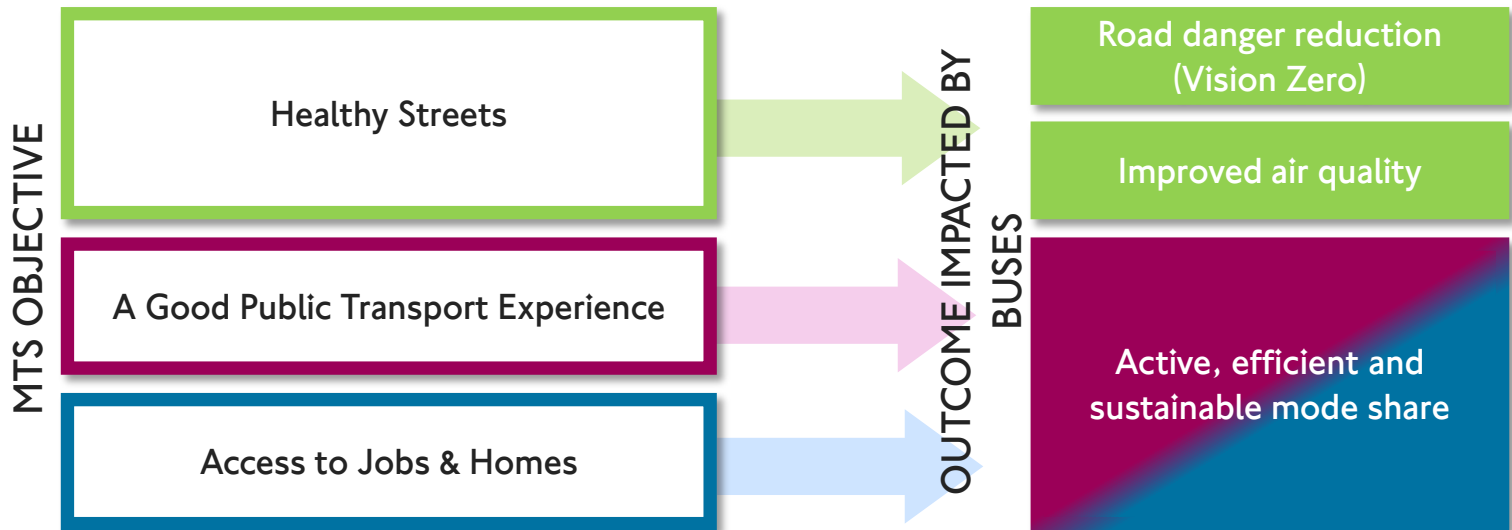 MTS OBJECTIVE
Healthy Streets
A Good Public Transport Experience
Access to Jobs & Homes
OUTCOME IMPACTED BY
BUSES
Road danger reduction
(Vision Zero)
Improved air quality
Active, efficient and
sustainable mode share